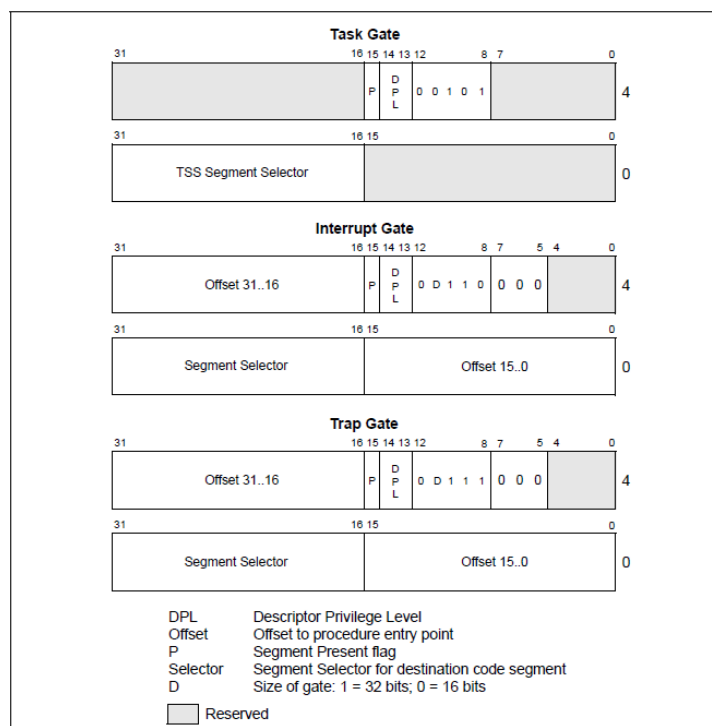 Task Gate
31 16 15 14 13 12 8 7 0
P D P L 0 0 1 0 1 4
31 16 15 0
TSS Segment Selector 0
Interrupt Gate
31 16 15 14 13 12 8 7 5 4 0
Offset 31..16 P D P L 0 D 1 1 0 0 0 0 4
31 16 15 0
Segment Selector Offset 15..0 0
Trap Gate
31 16 15 14 13 12 8 7 5 4 0
Offset 31..16 P D P L 0 D 1 1 1 0 0 0 4
31 16 15 0
Segment Selector Offset 15..0 0
DPL Descriptor Privilege Level
Offset Offset to procedure entry point
P Segment Present flag
Selector Segment Selector for destination code segment
D Size of gate: 1 = 32 bits; 0 = 16 bits
Reserved